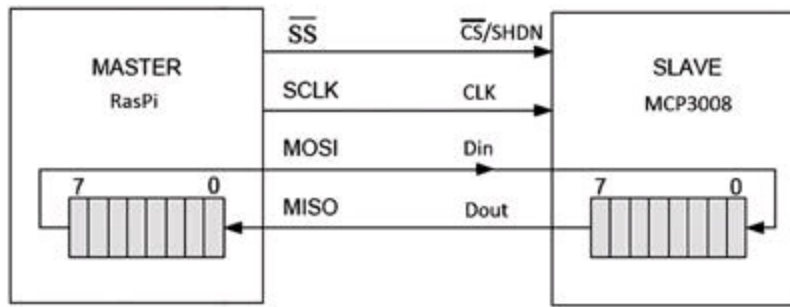 SS CS/SHDN
MASTER SLAVE
RasPi MCP3008
SCLK CLK
MOSI Din
7 0 7 0
MISO Dout